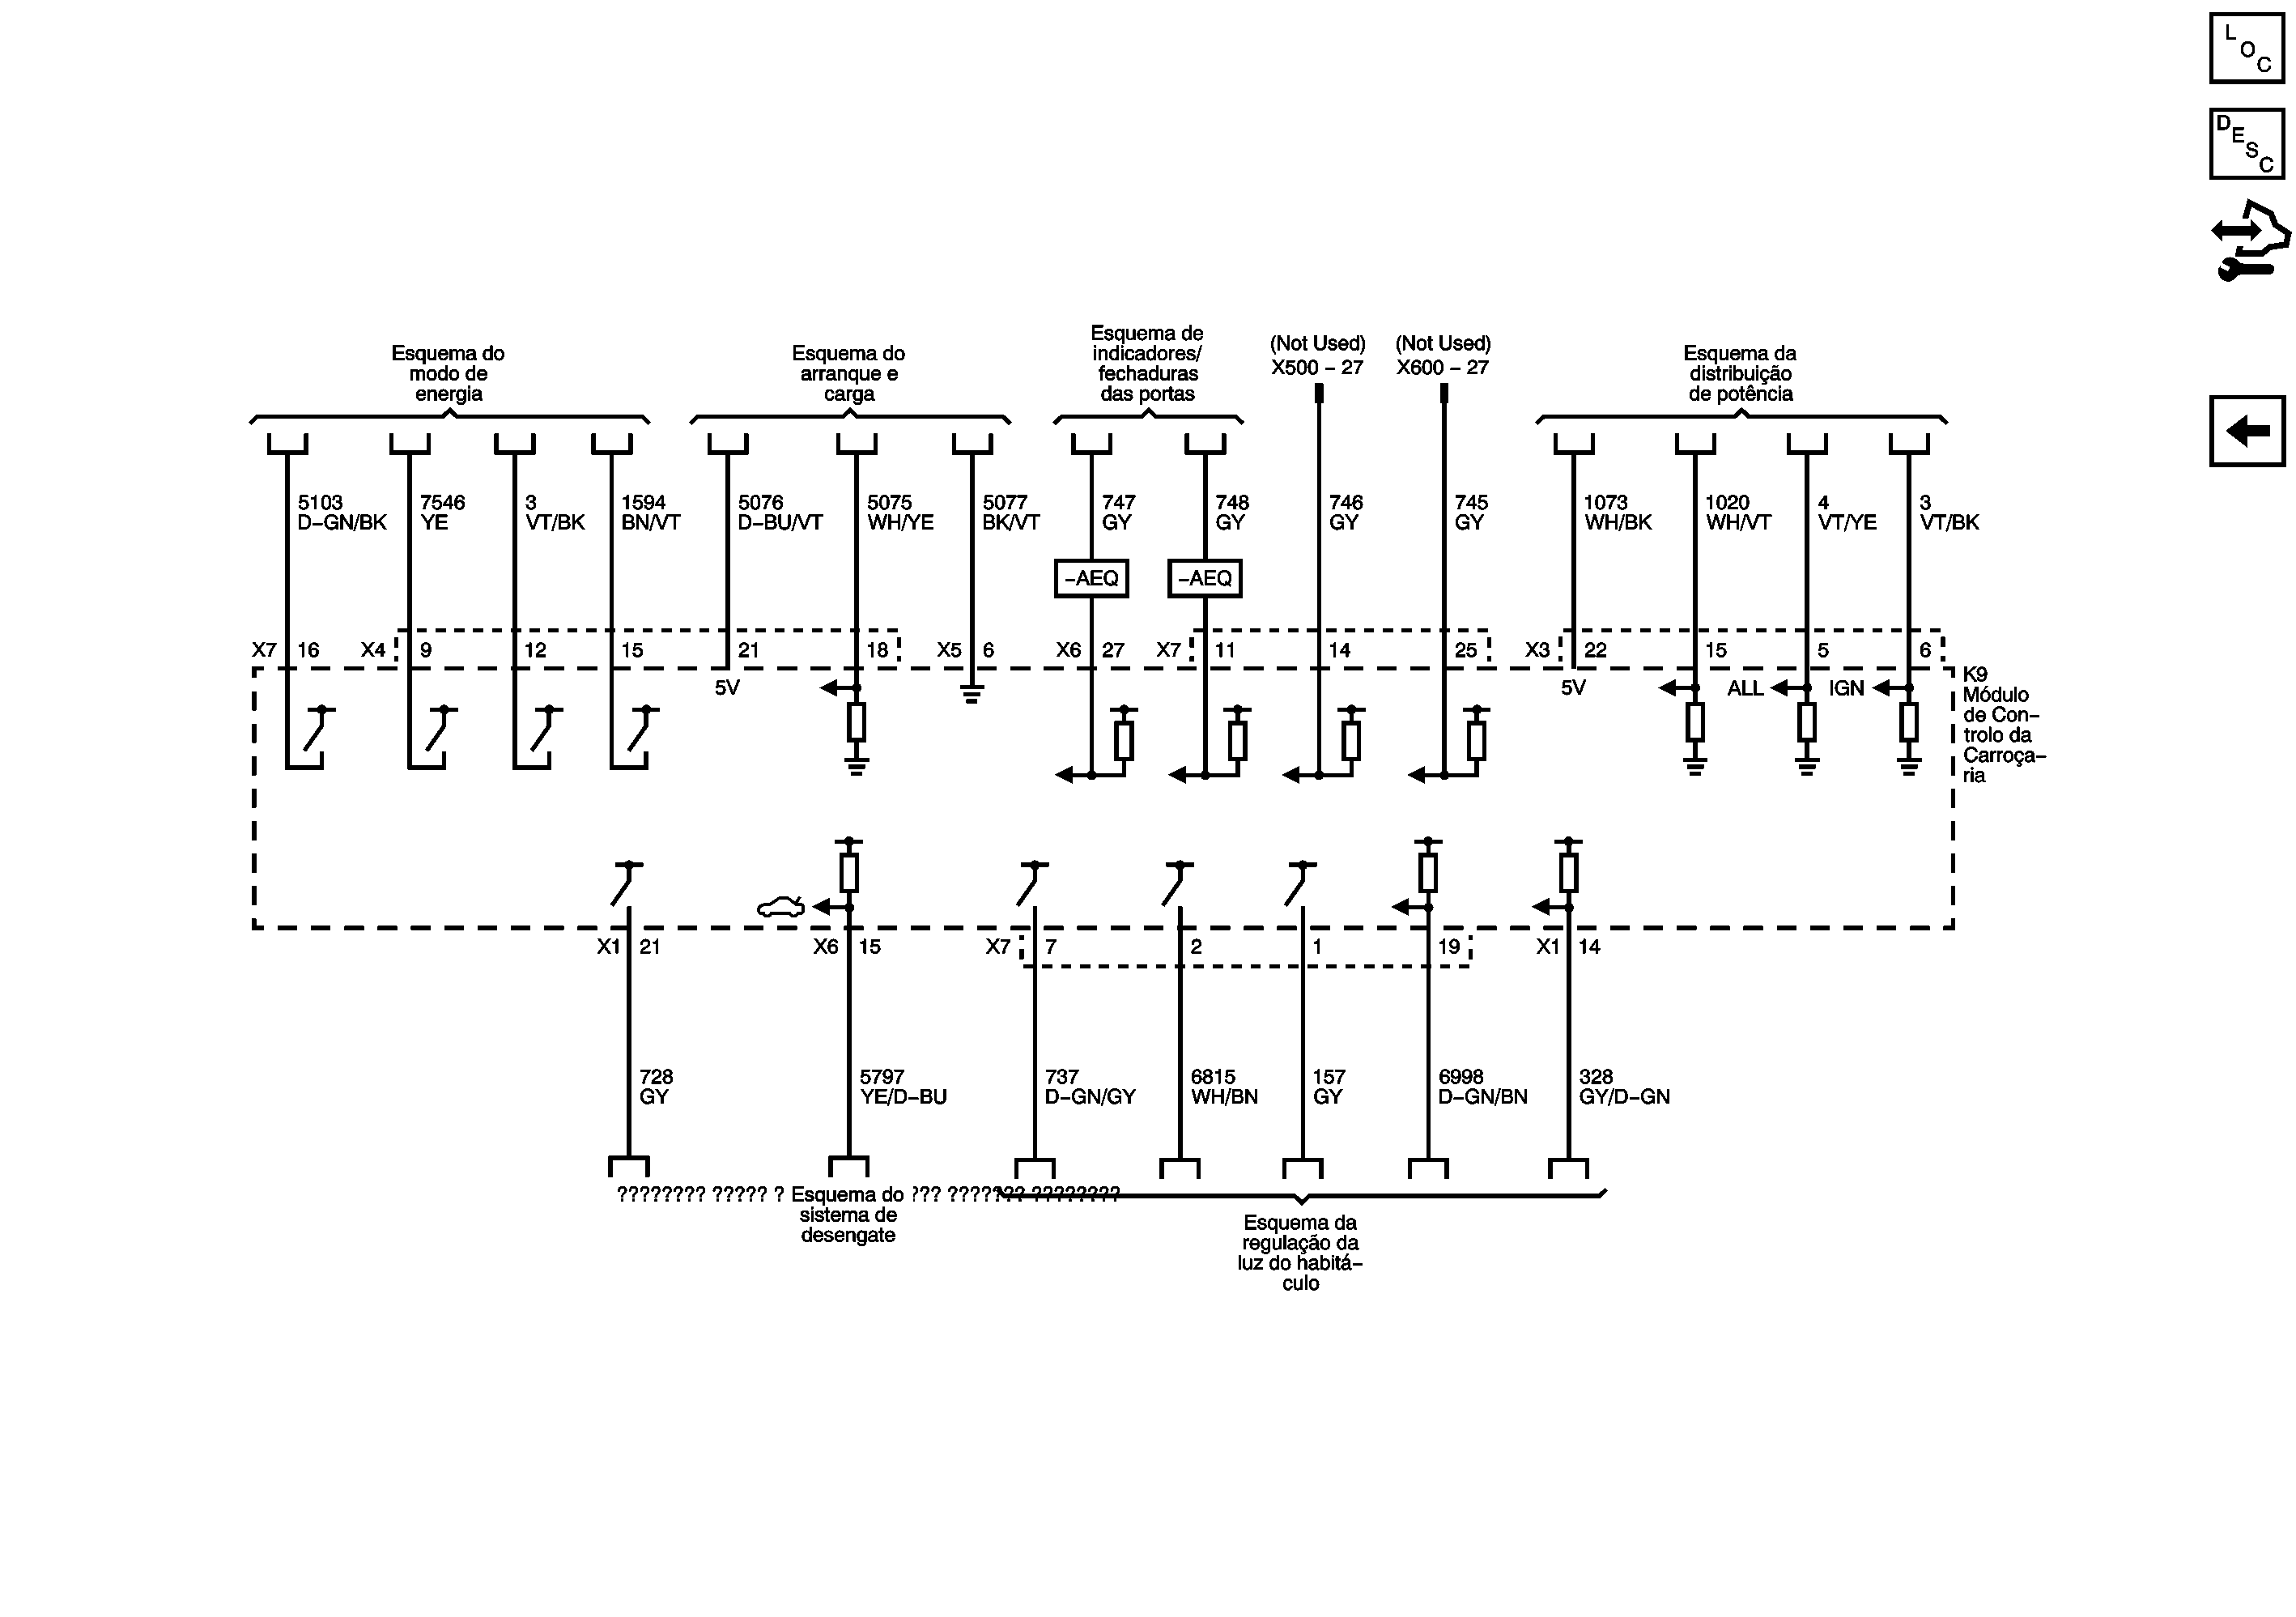 L O C
D E S C
Esquema do
modo de
energia
Esquema do
arranque e
carga
Esquema de
indicadores/
fechaduras
das portas
(Not Used)
X500 – 27
(Not Used)
X600 – 27
Esquema da
distribuição
de potência
5103
D–GN/BK
7546
YE
3
VT/BK
1594
BN/VT
5076
D–BU/VT
5075
WH/YE
5077
BK/VT
747
GY
748
GY
746
GY
745
GY
1073
WH/BK
1020
WH/VT
4
VT/YE
3
VT/BK
–AEQ
–AEQ
X7 16 X4 9 12 15 21 18 X5 6 X6 27 X7 11 14 25 X3 22 15 5 6
5V
5V
ALL
IGN
K9
Módulo
de Con–
trolo da
Carroça–
ria
X1 21 X6 15 X7 7 2 1 19 X1 14
728
GY
5797
YE/D–BU
737
D–GN/GY
6815
WH/BN
157
GY
6998
D–GN/BN
328
GY/D–GN
???????? ????? ? Esquema do ??? ??????? ????????
sistema de
desengate
Esquema da
regulação da
luz do habitá–
culo